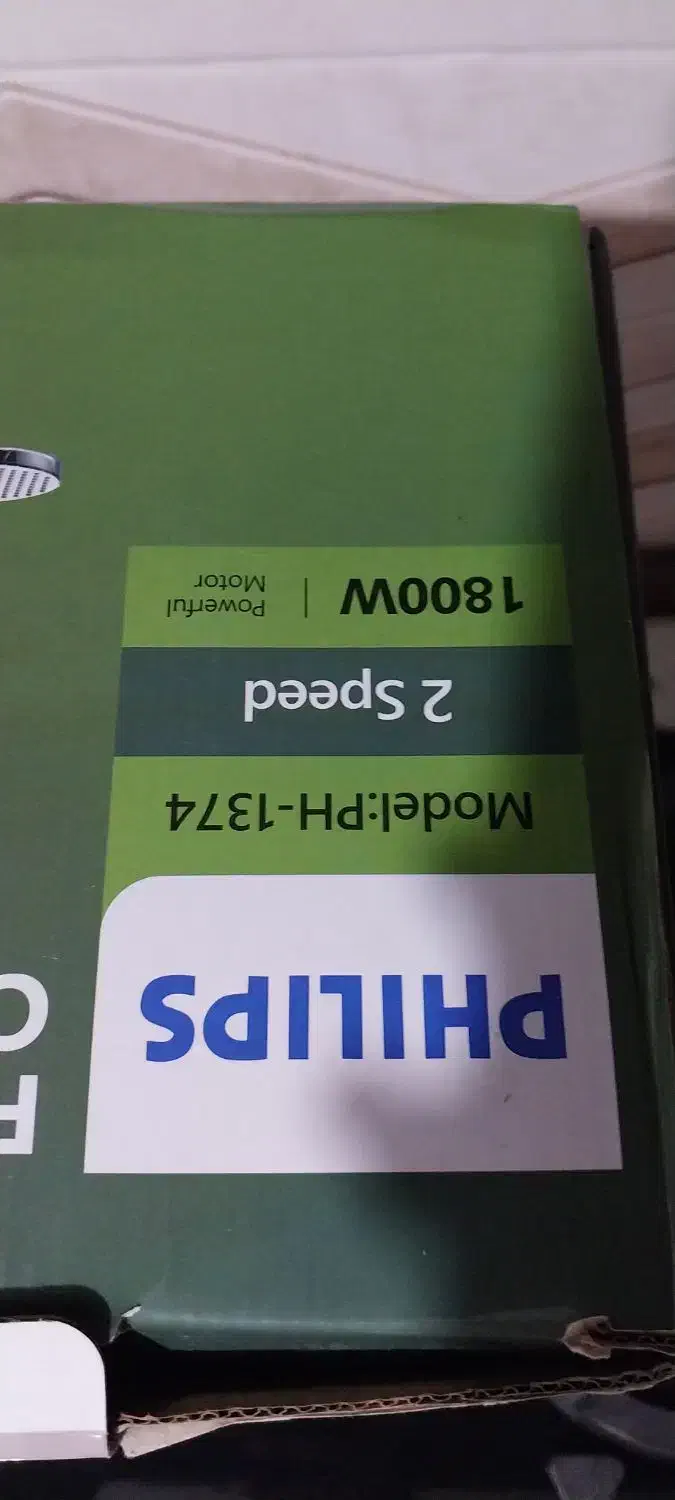 PHILIPS
Model:PH-1374
2 Speed
1800W | Powerful
Motor